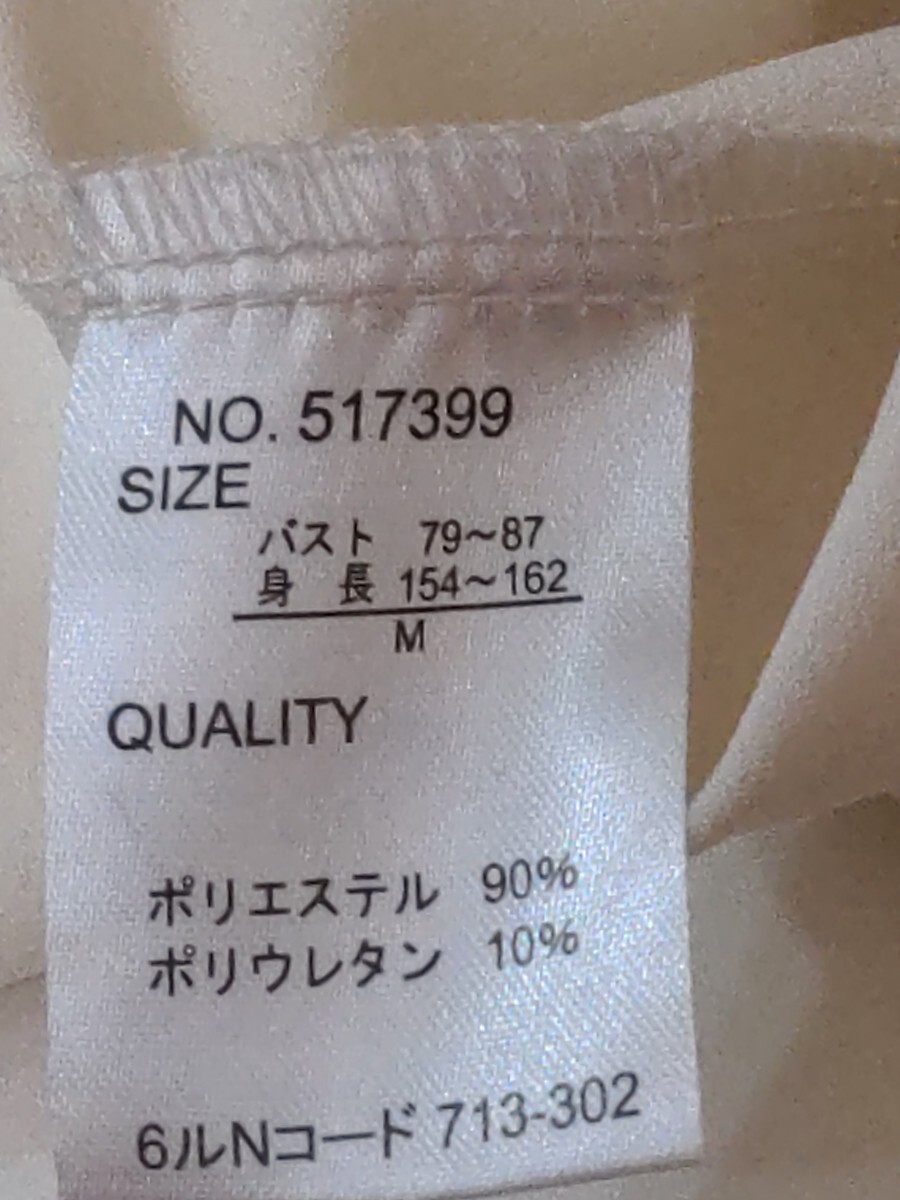 NO. 517399
SIZE
バスト 79～87
身 長 154～162
M
QUALITY
ポリエステル 90%
ポリウレタン 10%
6ルNコード 713-302